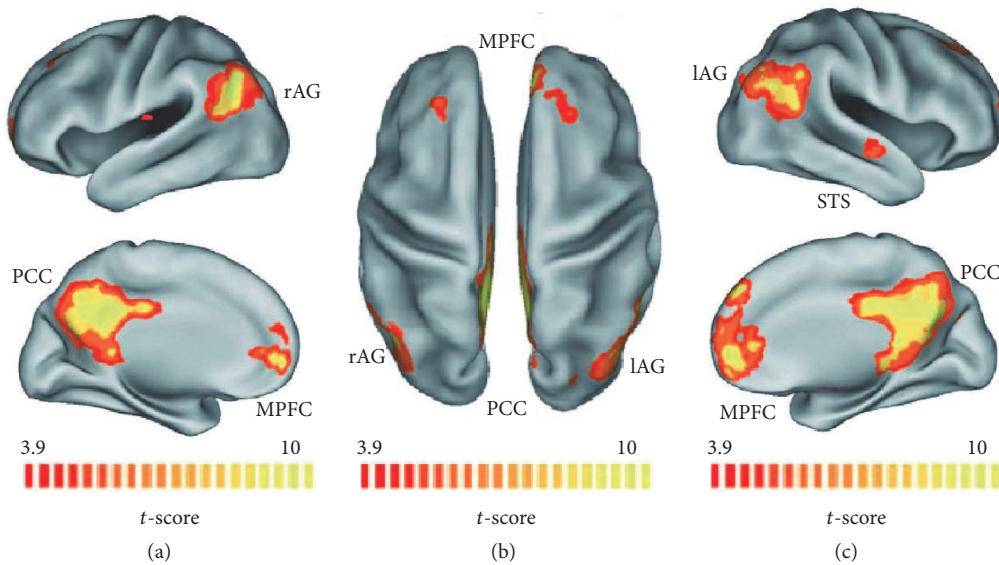 rAG
PCC
MPFC
3.9 10
t-score
(a)
MPFC
rAG
lAG
PCC
3.9 10
t-score
(b)
lAG
STS
PCC
MPFC
3.9 10
t-score
(c)